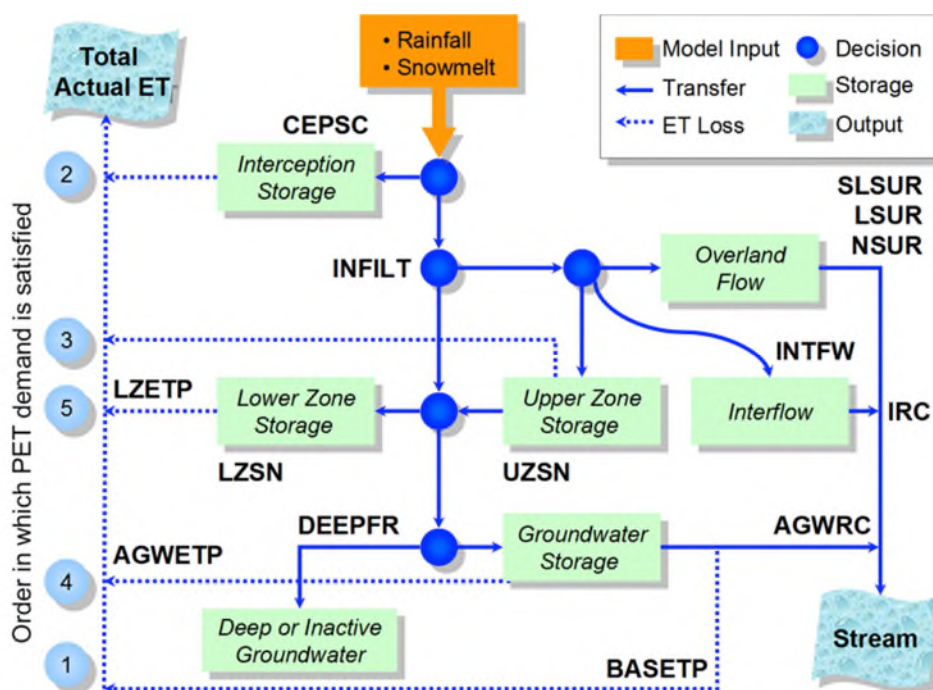 Total
Actual ET
• Rainfall
• Snowmelt
Model Input
Decision
Transfer
Storage
ET Loss
Output
CEPSC
2
Interception
Storage
SLSUR
LSUR
NSUR
INFILT
Overland
Flow
Order in which PET demand is satisfied
3
INTFW
LZETP
5
Lower Zone
Storage
Upper Zone
Storage
Interflow
IRC
LZSN
UZSN
DEEPFR
Groundwater
Storage
AGWRC
AGWETP
4
Deep or Inactive
Groundwater
Stream
1
BASETP